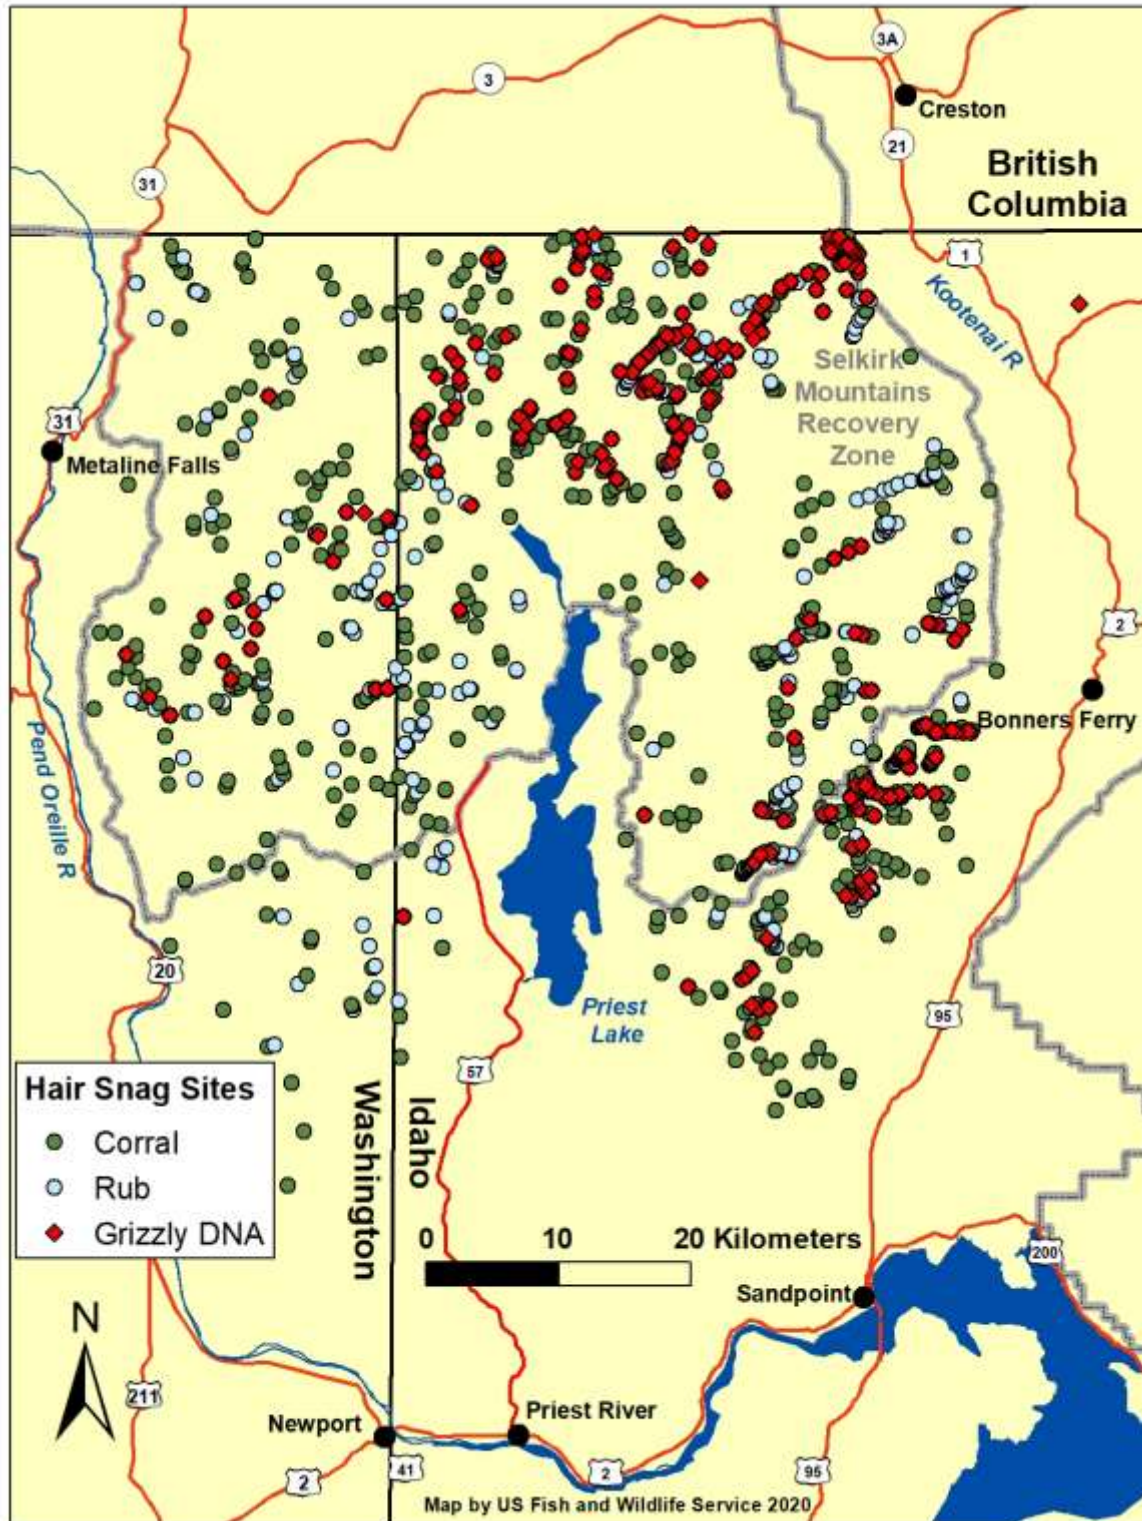 3A
3
Creston
21
31
British
Columbia
1
Kootenai R
Selkirk
Mountains
Recovery
Zone
31
Metaline Falls
2
Bonners Ferry
Pend Oreille R
20
Priest
Lake
95
57
Hair Snag Sites
Corral
Rub
Grizzly DNA
Washington
Idaho
0 10 20 Kilometers
200
Sandpoint
N
211
Newport
Priest River
2
41
2
95
Map by US Fish and Wildlife Service 2020